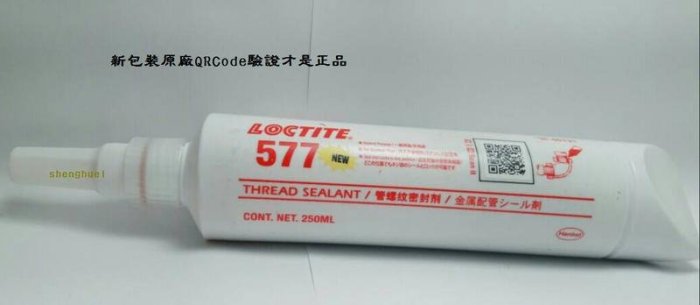 新包裝原廠QRCode驗證才是正品
shenghuei
LOCTITE
577 NEW
THREAD SEALANT / 管螺纹密封剂 / 金属配管シール剤
CONT. NET. 250ML
Henkel